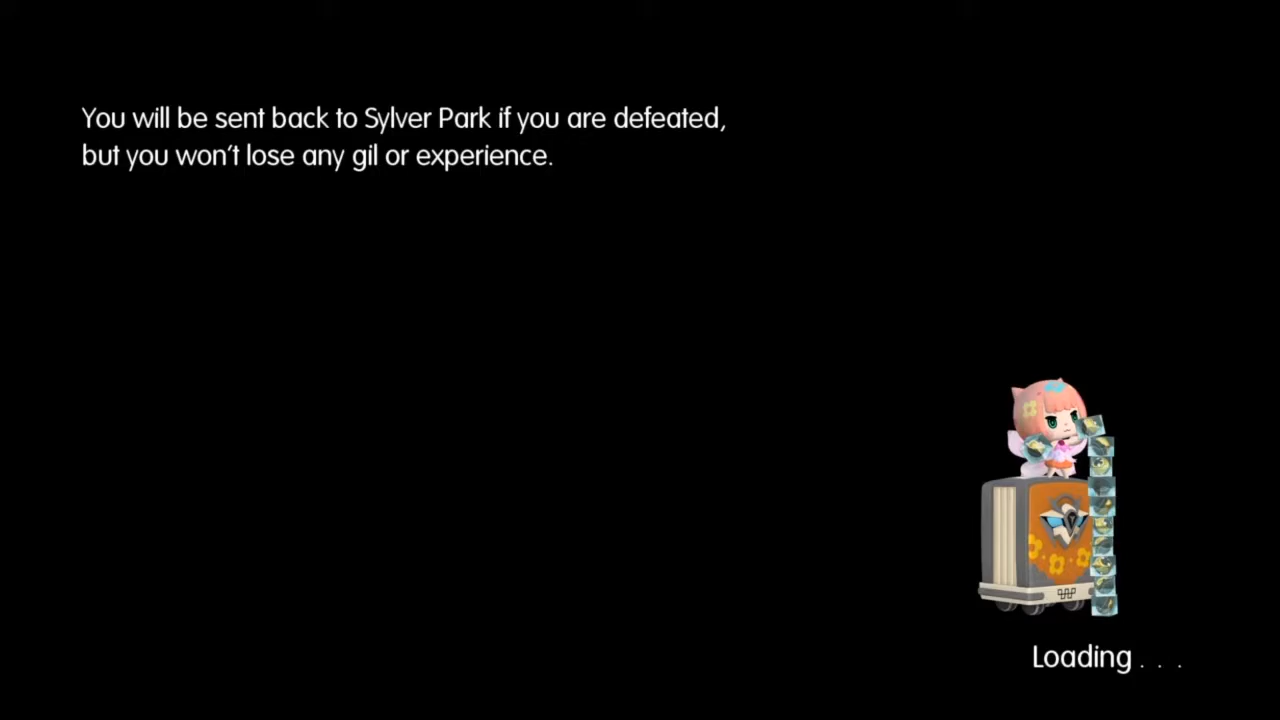 You will be sent back to Sylver Park if you are defeated,
but you won't lose any gil or experience.
Loading . . .